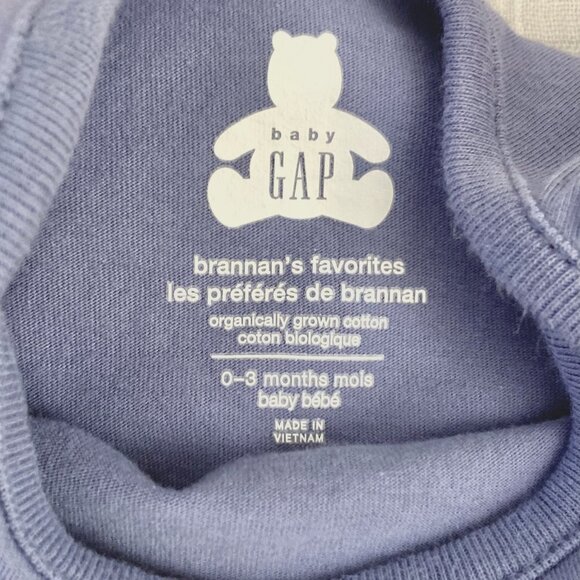 baby
GAP
brannan's favorites
les préférés de brannan
organically grown cotton
coton biologique
0–3 months mois
baby bébé
MADE IN
VIETNAM